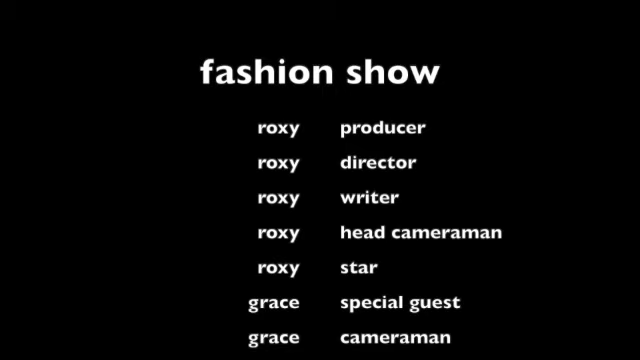 fashion show
roxy producer
roxy director
roxy writer
roxy head cameraman
roxy star
grace special guest
grace cameraman